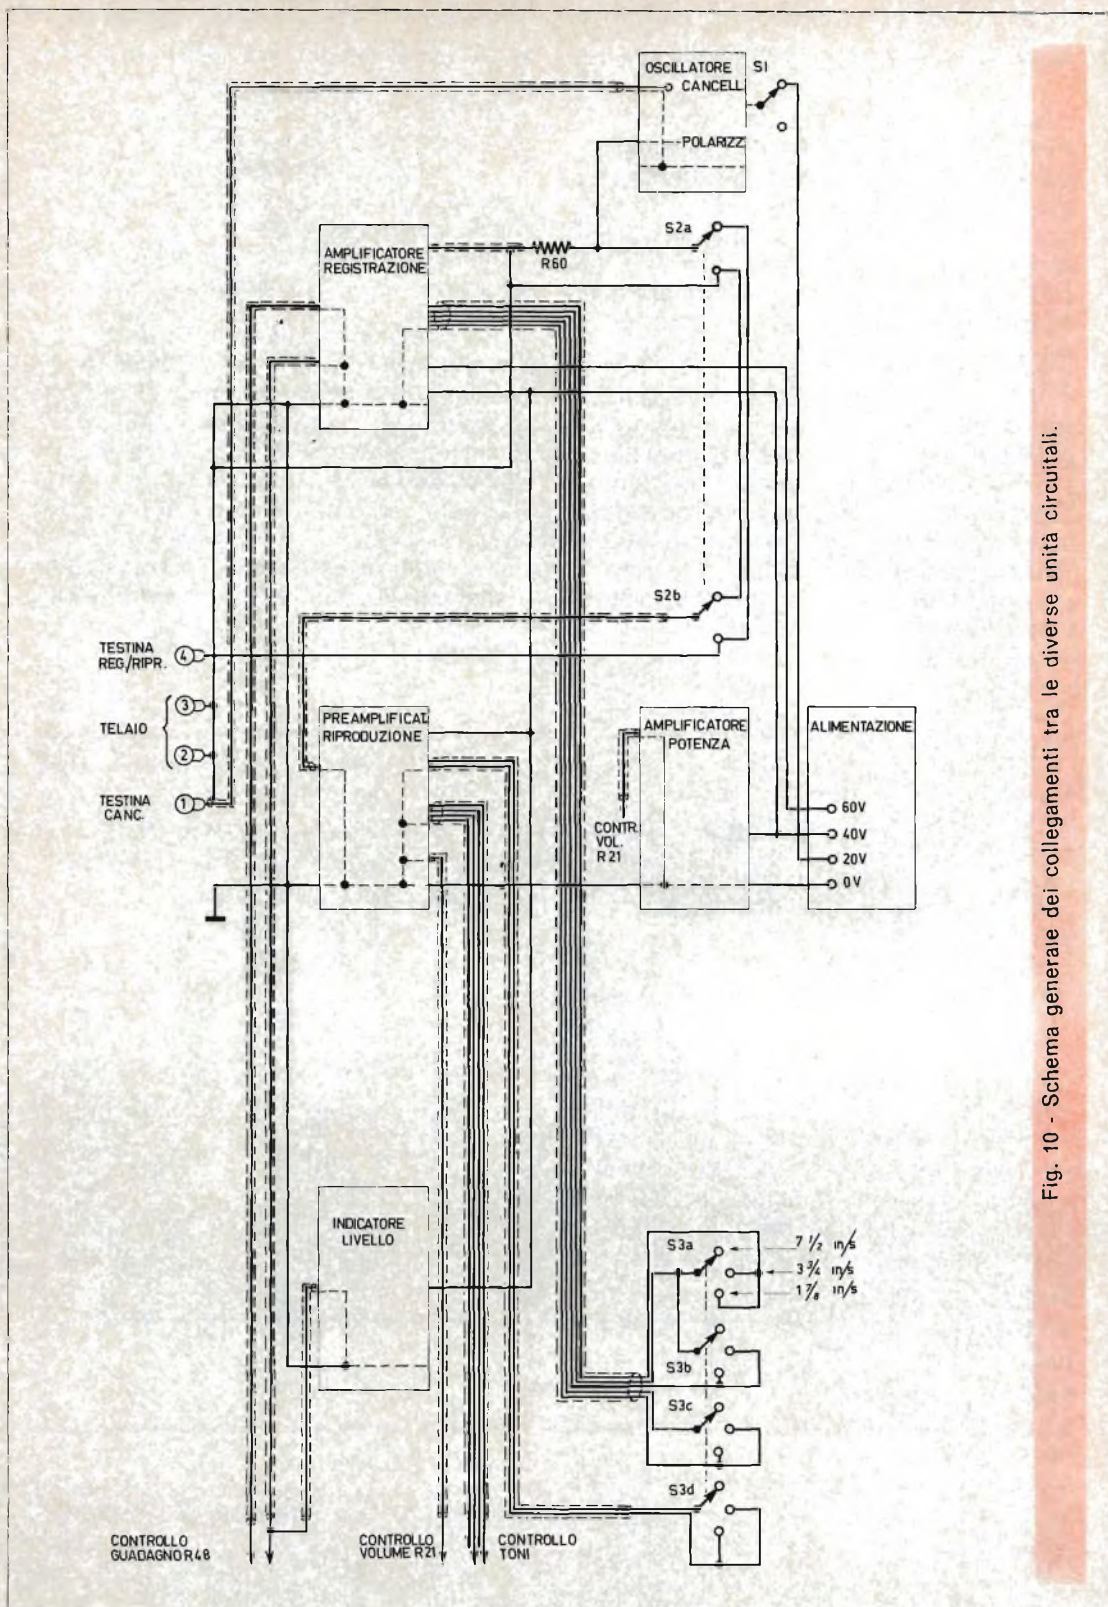 OSCILLATORE
CANCELL
POLARIZZ
S1
AMPLIFICATORE
REGISTRAZIONE
R60
S2a
S2b
TESTINA
REG/RIPR.
4
TELAIO
3
2
TESTINA
CANC.
1
PREAMPLIFICAT.
RIPRODUZIONE
AMPLIFICATORE
POTENZA
CONTR.
VOL.
R21
ALIMENTAZIONE
60V
40V
20V
0V
INDICATORE
LIVELLO
S3a
7 1/2 in/s
3 3/4 in/s
1 7/8 in/s
S3b
S3c
S3d
CONTROLLO
GUADAGNO R48
CONTROLLO
VOLUME R21
CONTROLLO
TONI
Fig. 10 - Schema generale dei collegamenti tra le diverse unità circuitali.